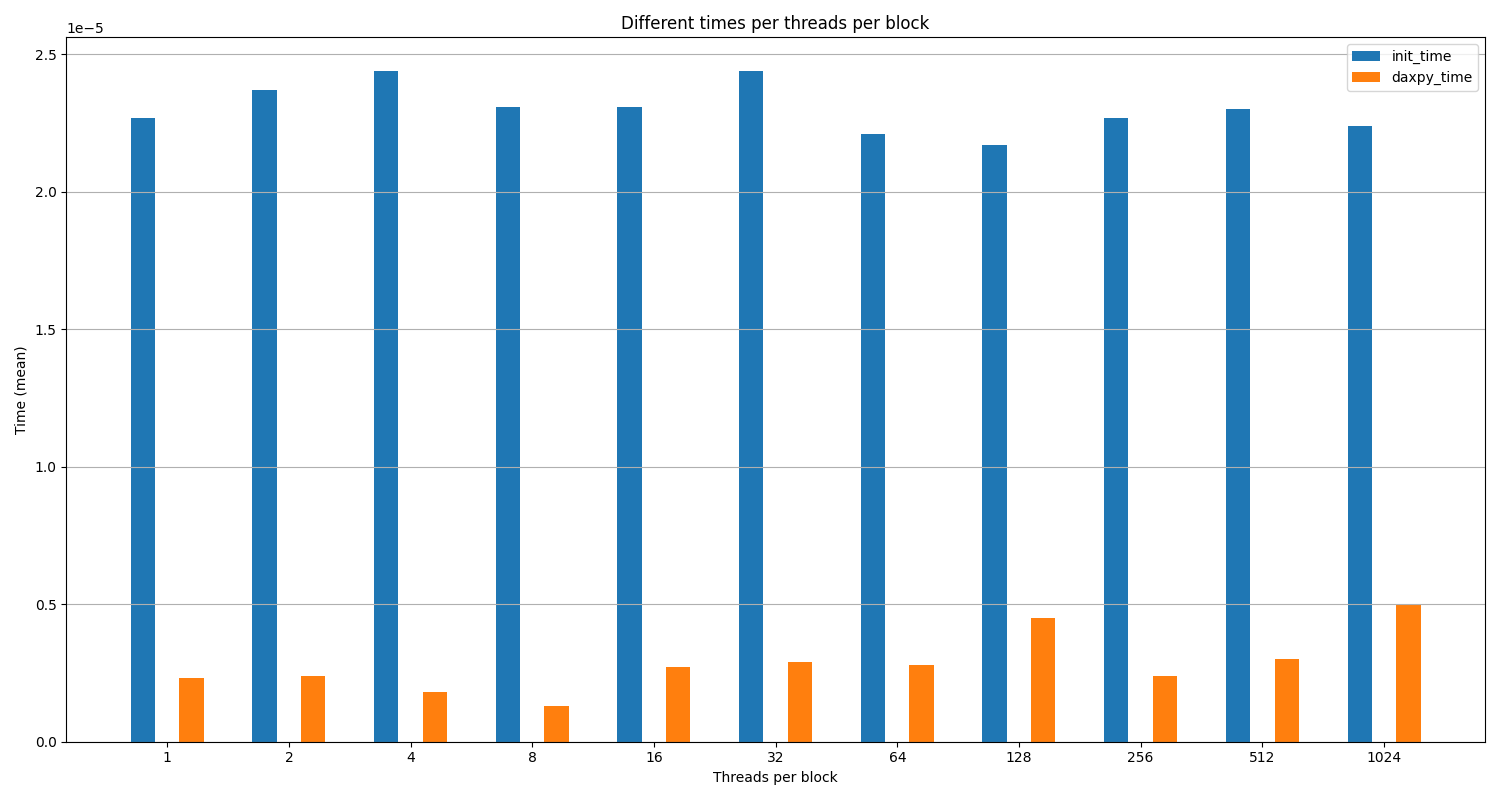 Different times per threads per block
1e−5
init_time
daxpy_time
2.5
2.0
1.5
1.0
0.5
0.0
Time (mean)
1 2 4 8 16 32 64 128 256 512 1024
Threads per block